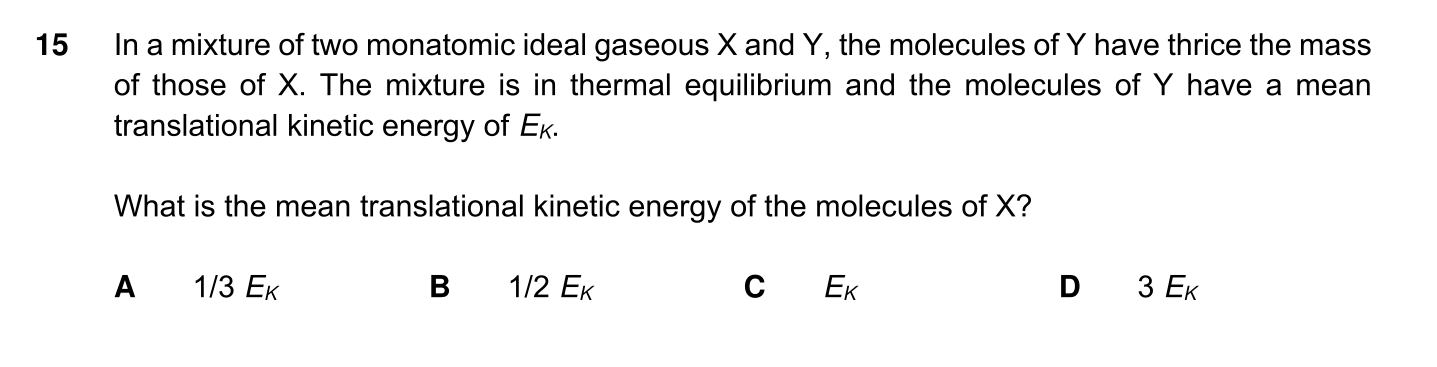 15 In a mixture of two monatomic ideal gaseous X and Y, the molecules of Y have thrice the mass
of those of X. The mixture is in thermal equilibrium and the molecules of Y have a mean
translational kinetic energy of E_K.
What is the mean translational kinetic energy of the molecules of X?
A 1/3 E_K B 1/2 E_K C E_K D 3 E_K